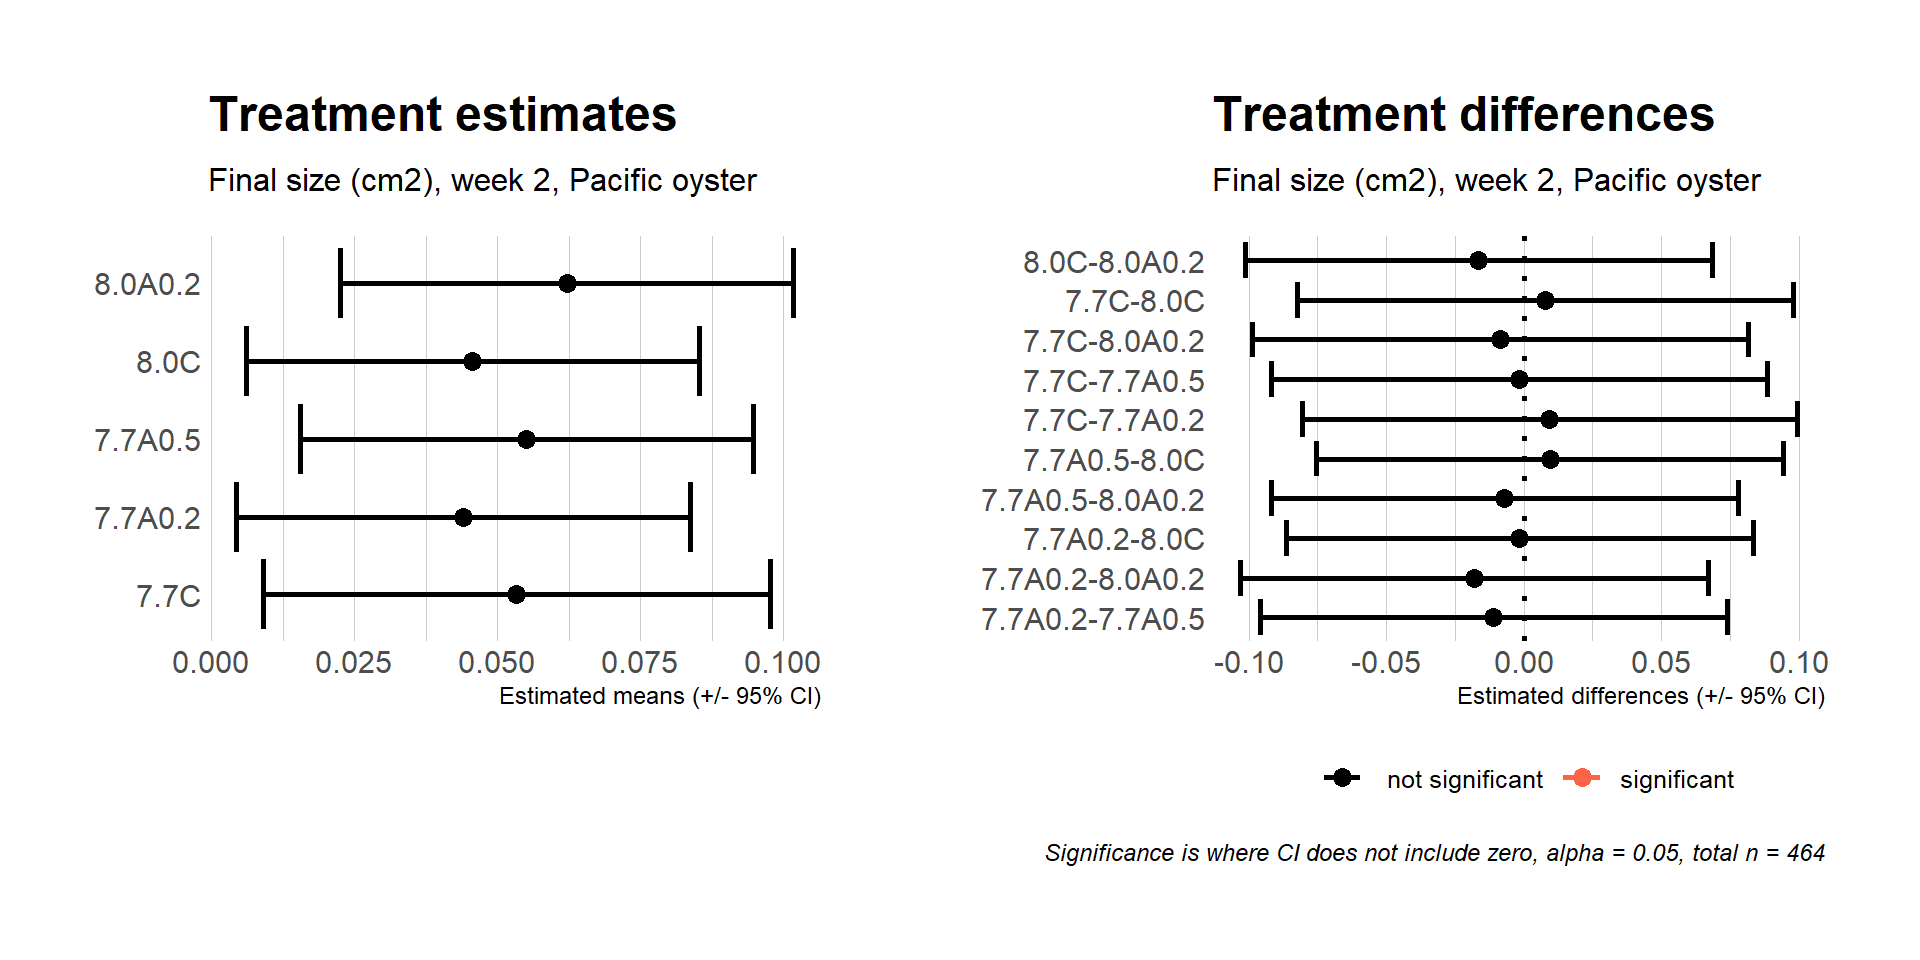 Treatment estimates
Final size (cm2), week 2, Pacific oyster
8.0A0.2
8.0C
7.7A0.5
7.7A0.2
7.7C
0.000 0.025 0.050 0.075 0.100
Estimated means (+/- 95% CI)
Treatment differences
Final size (cm2), week 2, Pacific oyster
8.0C-8.0A0.2
7.7C-8.0C
7.7C-8.0A0.2
7.7C-7.7A0.5
7.7C-7.7A0.2
7.7A0.5-8.0C
7.7A0.5-8.0A0.2
7.7A0.2-8.0C
7.7A0.2-8.0A0.2
7.7A0.2-7.7A0.5
-0.10 -0.05 0.00 0.05 0.10
Estimated differences (+/- 95% CI)
not significant significant
Significance is where CI does not include zero, alpha = 0.05, total n = 464